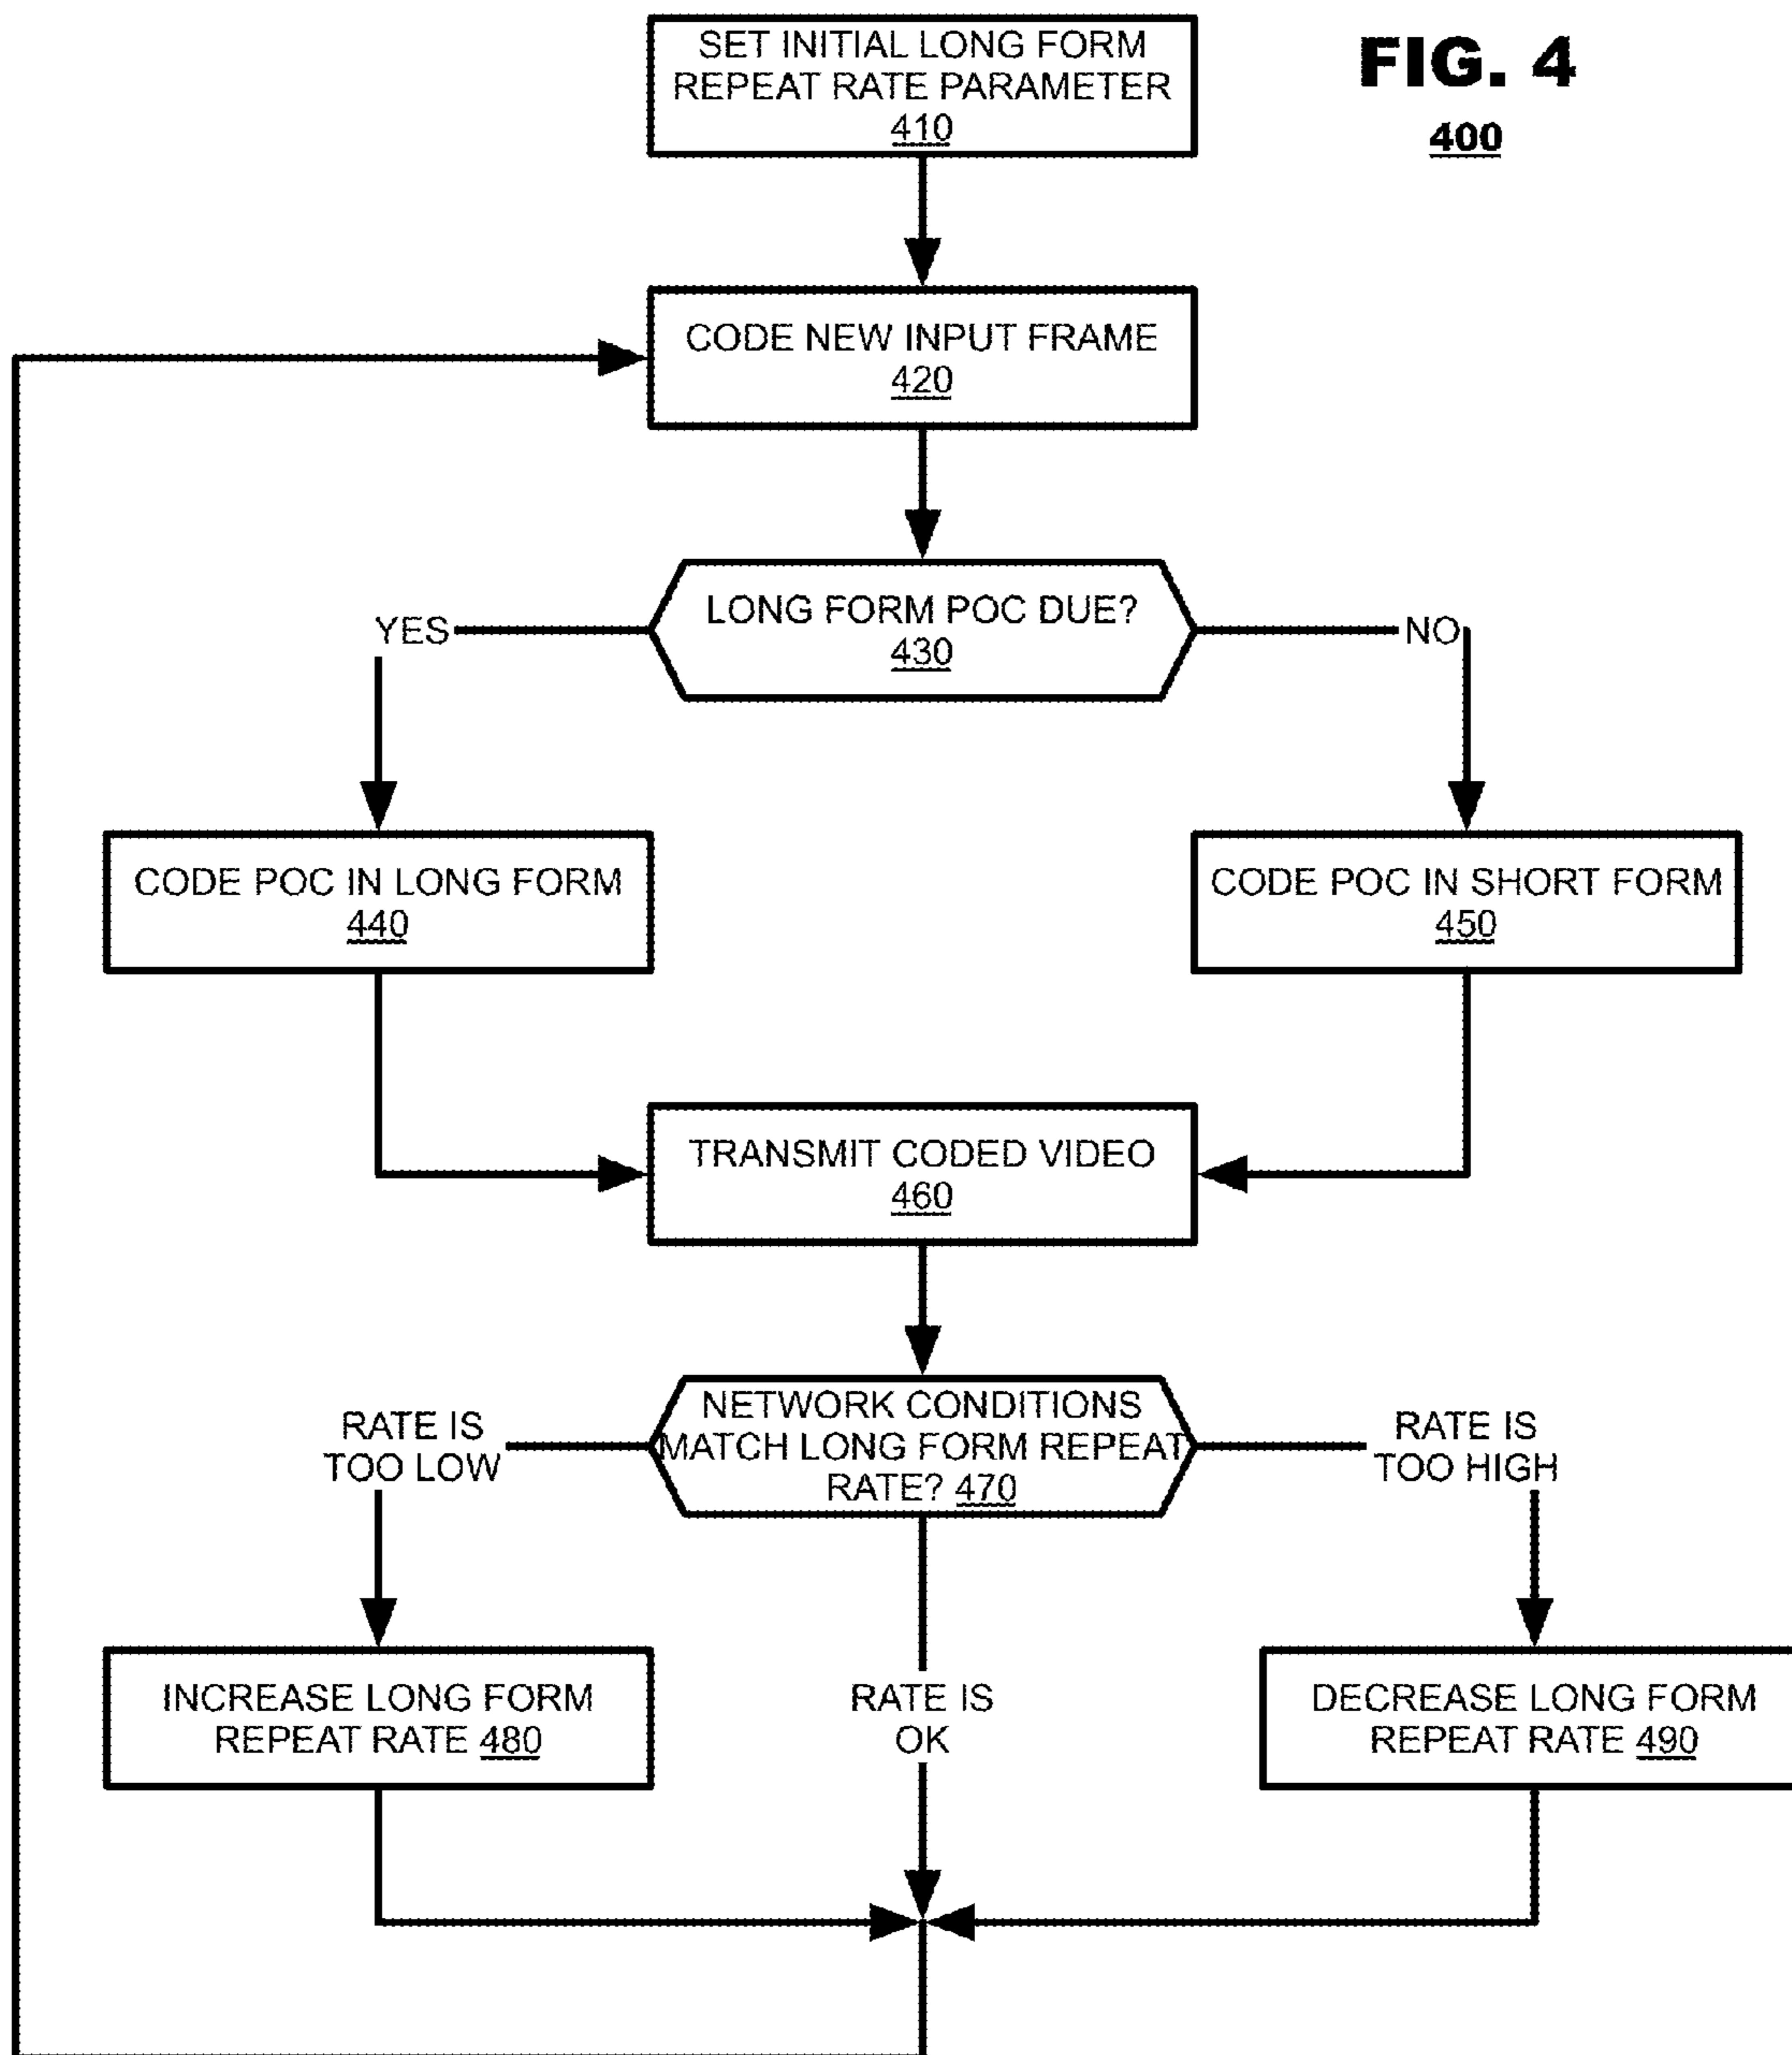 SET INITIAL LONG FORM
REPEAT RATE PARAMETER
410
FIG. 4
400
CODE NEW INPUT FRAME
420
LONG FORM POC DUE?
430
YES
NO
CODE POC IN LONG FORM
440
CODE POC IN SHORT FORM
450
TRANSMIT CODED VIDEO
460
NETWORK CONDITIONS
MATCH LONG FORM REPEAT
RATE? 470
RATE IS
TOO LOW
RATE IS
TOO HIGH
INCREASE LONG FORM
REPEAT RATE 480
RATE IS
OK
DECREASE LONG FORM
REPEAT RATE 490